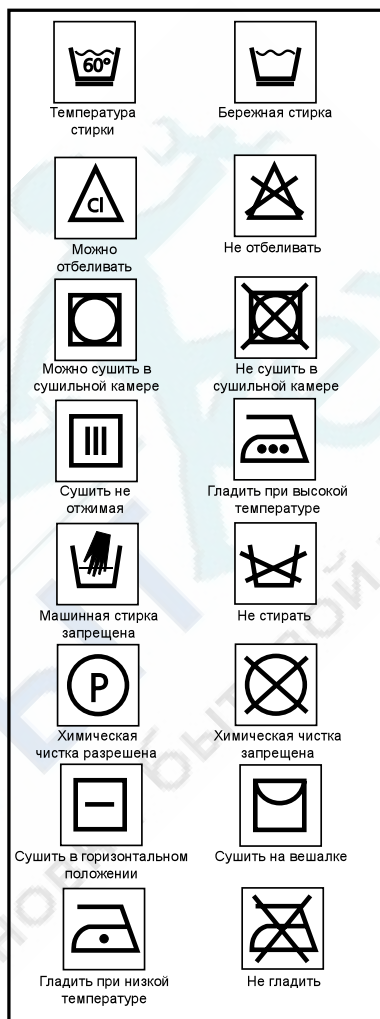 60°
Температура
стирки
Бережная стирка
Cl
Можно
отбеливать
Не отбеливать
Можно сушить в
сушильной камере
Не сушить в
сушильной камере
Сушить не
отжимая
Гладить при высокой
температуре
Машинная стирка
запрещена
Не стирать
P
Химическая
чистка разрешена
Химическая чистка
запрещена
Сушить в горизонтальном
положении
Сушить на вешалке
Гладить при низкой
температуре
Не гладить